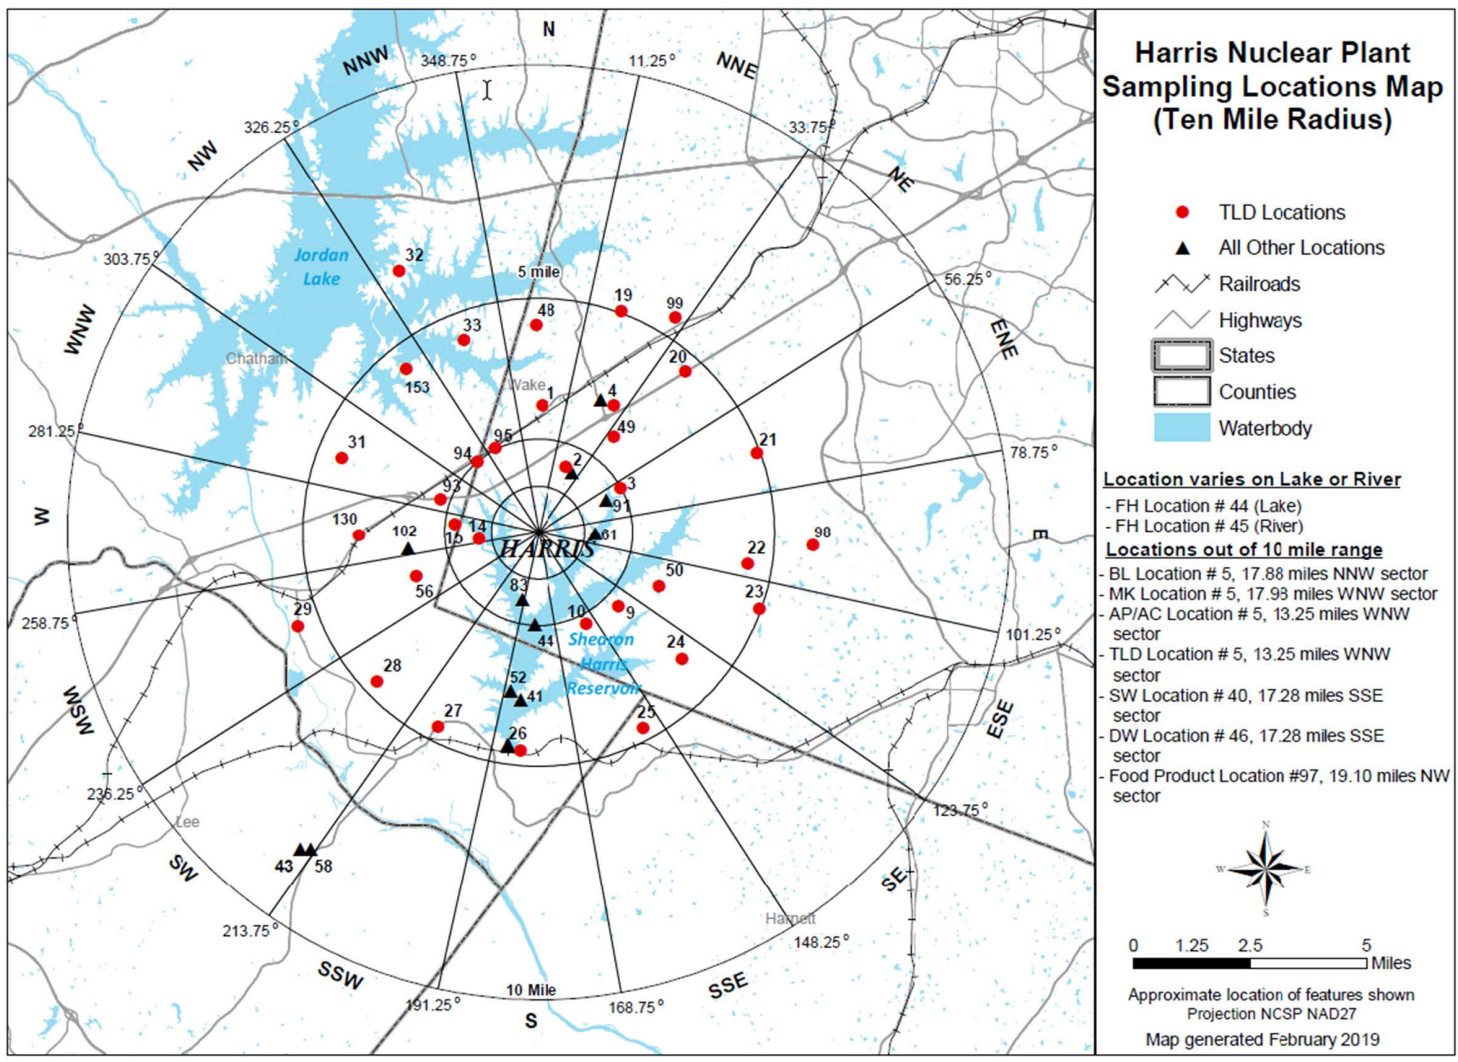 N
NNW
348.75°
11.25°
NNE
326.25°
33.75°
NW
NE
303.75°
Jordan
Lake
32
5 mile
56.25°
19
99
48
33
WNW
ENE
Chatham
153
20
Wake
1
4
281.25°
31
49
21
95
94
2
78.75°
93
3
91
W
130
102
14
15
61
98
E
HARRIS
22
56
83
50
23
29
10
9
258.75°
44
Shearon
Harris
Reservoir
24
101.25°
28
52
41
WSW
27
26
25
ESE
236.25°
123.75°
Lee
43
58
SW
SE
Harnett
213.75°
148.25°
SSW
SSE
10 Mile
191.25°
168.75°
S
Harris Nuclear Plant
Sampling Locations Map
(Ten Mile Radius)
TLD Locations
All Other Locations
Railroads
Highways
States
Counties
Waterbody
Location varies on Lake or River
- FH Location # 44 (Lake)
- FH Location # 45 (River)
Locations out of 10 mile range
- BL Location # 5, 17.88 miles NNW sector
- MK Location # 5, 17.98 miles WNW sector
- AP/AC Location # 5, 13.25 miles WNW
sector
- TLD Location # 5, 13.25 miles WNW
sector
- SW Location # 40, 17.28 miles SSE
sector
- DW Location # 46, 17.28 miles SSE
sector
- Food Product Location #97, 19.10 miles NW
sector
N
W E
S
0 1.25 2.5 5
Miles
Approximate location of features shown
Projection NCSP NAD27
Map generated February 2019